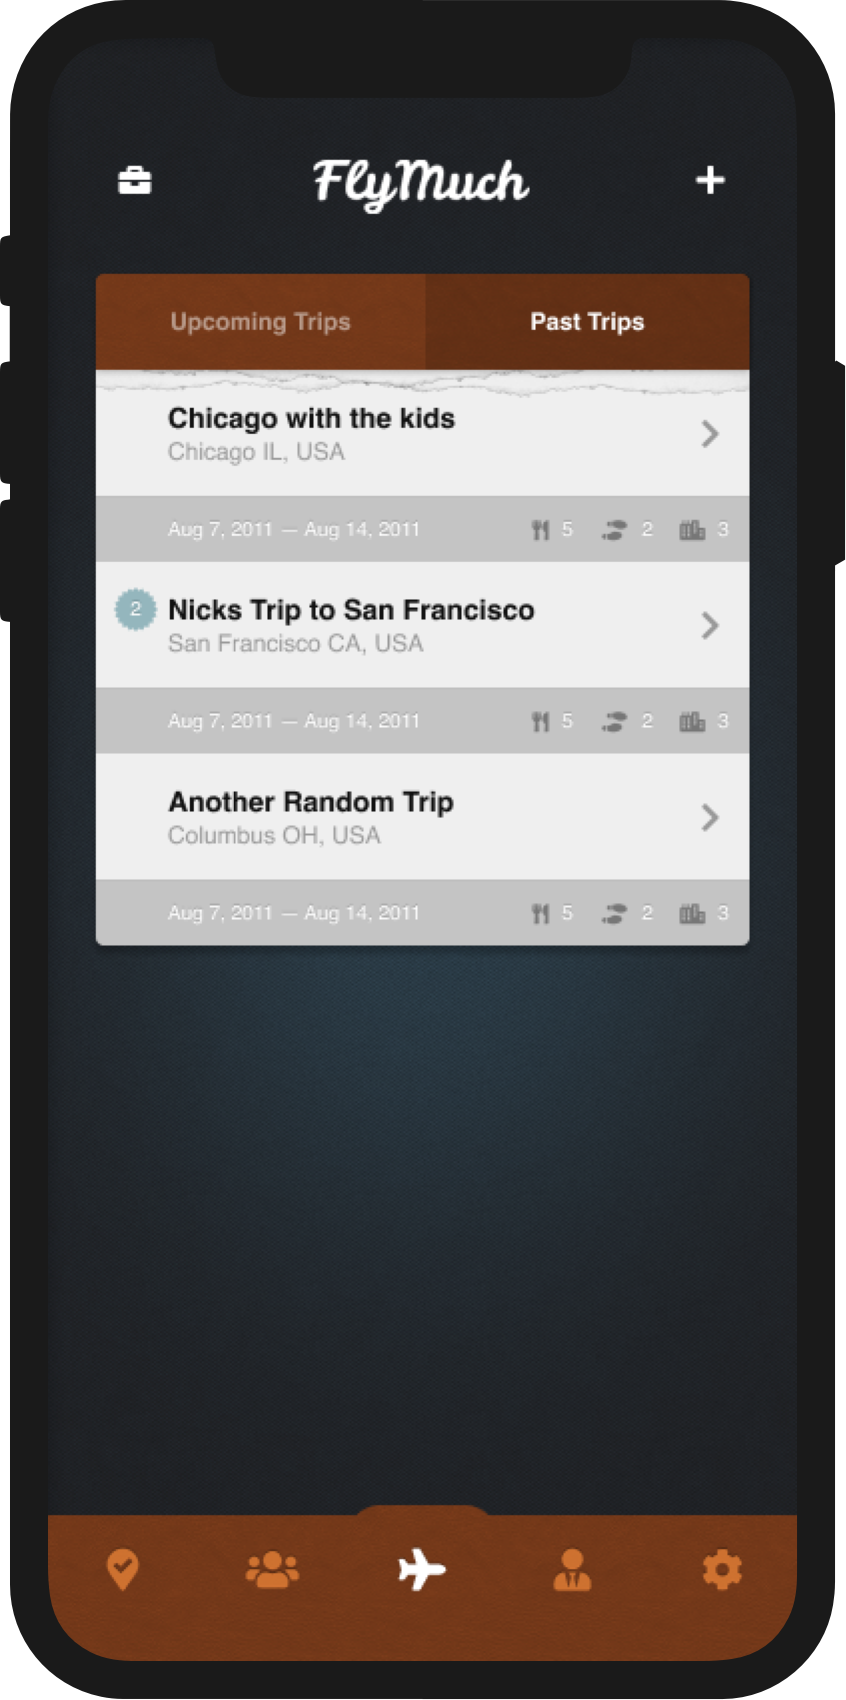 FlyMuch
Upcoming Trips
Past Trips
Chicago with the kids
Chicago IL, USA
Aug 7, 2011 — Aug 14, 2011 5 2 3
2 Nicks Trip to San Francisco
San Francisco CA, USA
Aug 7, 2011 — Aug 14, 2011 5 2 3
Another Random Trip
Columbus OH, USA
Aug 7, 2011 — Aug 14, 2011 5 2 3